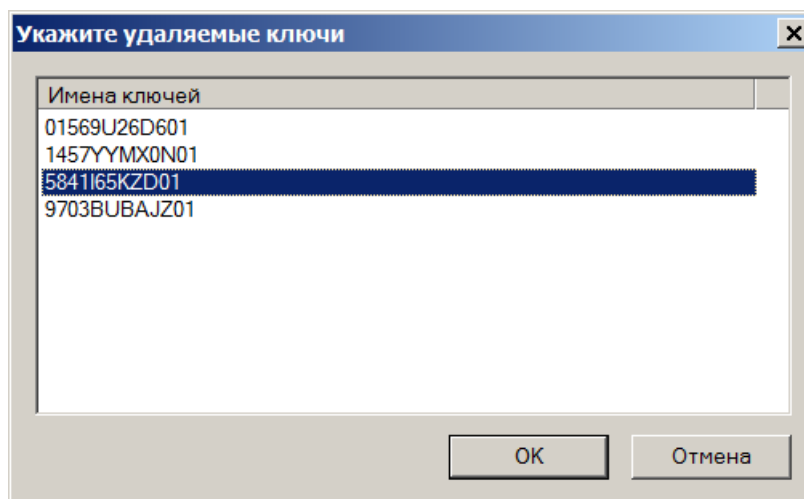 Укажите удаляемые ключи
Имена ключей
01569U26D601
1457YYMX0N01
5841I65KZD01
9703BUBAJZ01
OK
Отмена